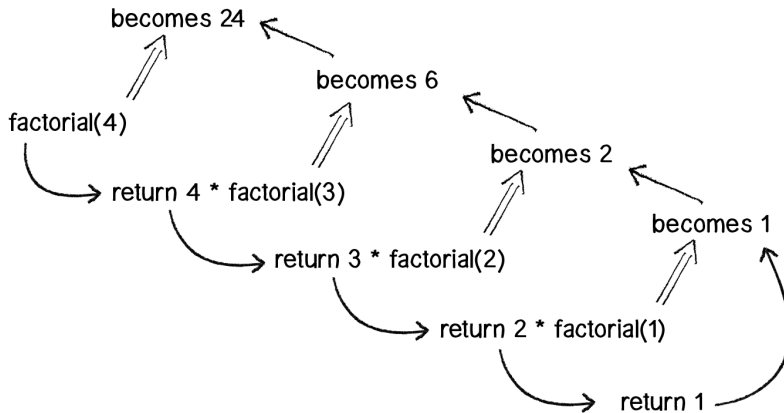 becomes 24
becomes 6
factorial(4)
becomes 2
return 4 * factorial(3)
becomes 1
return 3 * factorial(2)
return 2 * factorial(1)
return 1